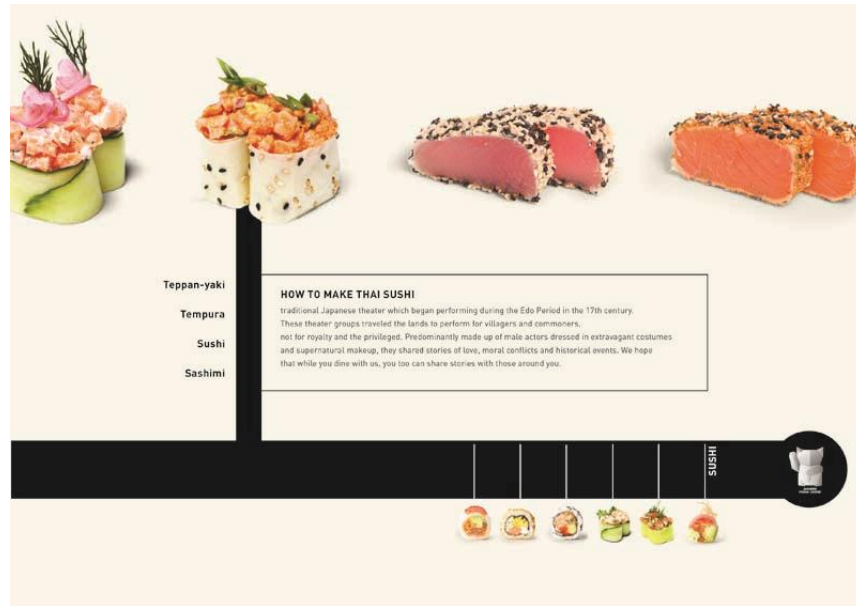 Teppan-yaki
Tempura
Sushi
Sashimi
HOW TO MAKE THAI SUSHI
traditional Japanese theater which began performing during the Edo Period in the 17th century.
These theater groups traveled the lands to perform for villagers and commoners,
not for royalty and the privileged. Predominantly made up of male actors dressed in extravagant costumes
and supernatural makeup, they shared stories of love, moral conflicts and historical events. We hope
that while you dine with us, you too can share stories with those around you.
SUSHI